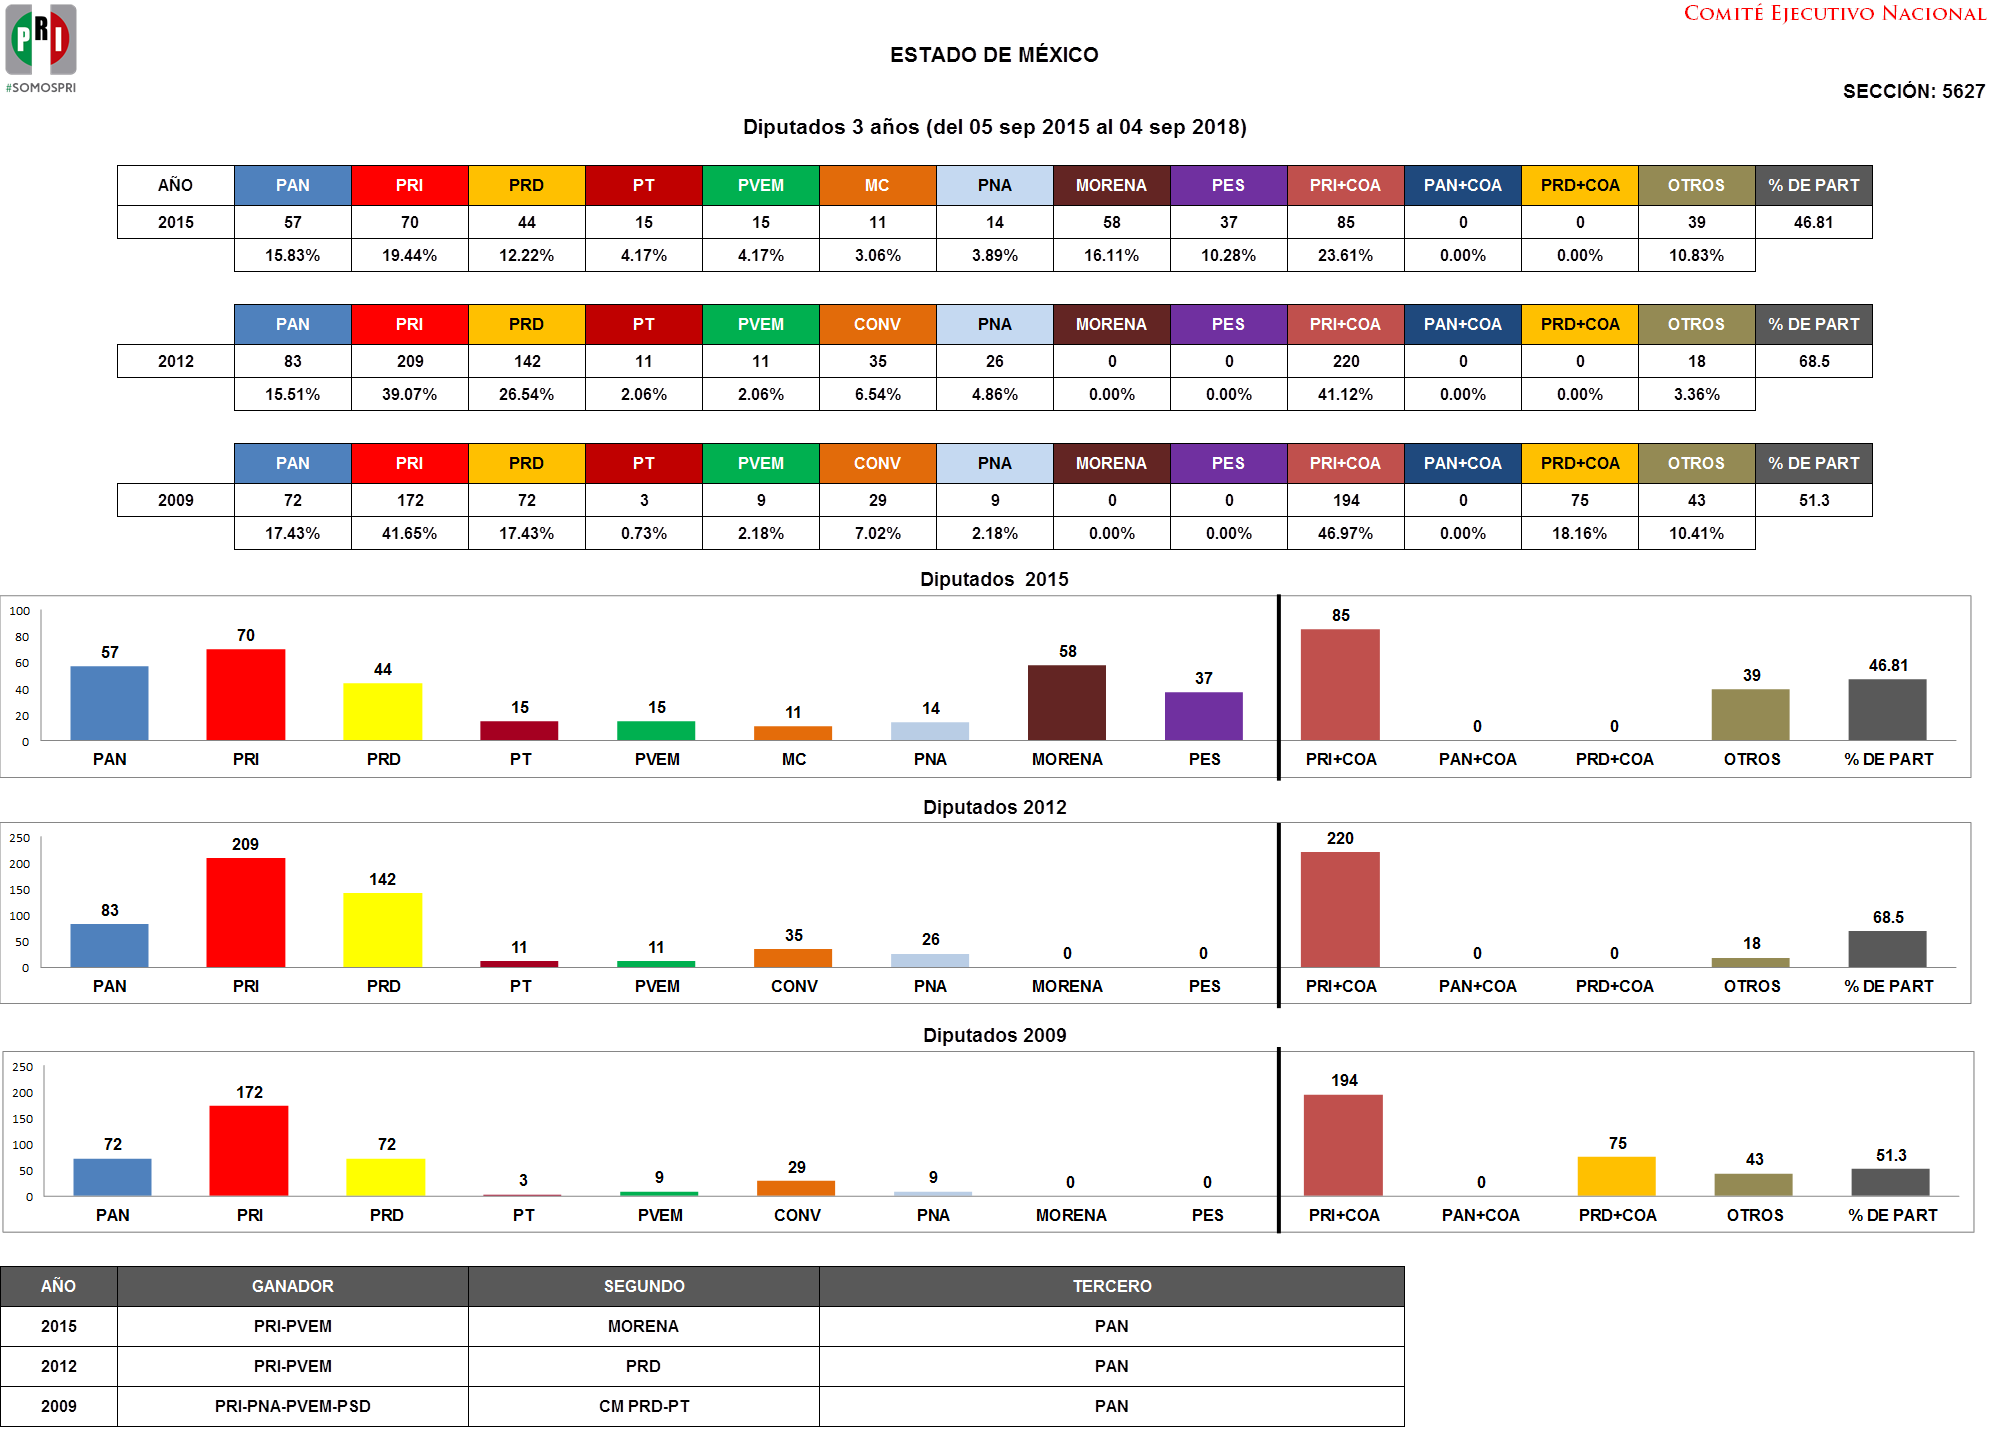 PRI
#SOMOSPRI
COMITÉ EJECUTIVO NACIONAL
ESTADO DE MÉXICO
SECCIÓN: 5627
Diputados 3 años (del 05 sep 2015 al 04 sep 2018)
AÑO PAN PRI PRD PT PVEM MC PNA MORENA PES PRI+COA PAN+COA PRD+COA OTROS % DE PART
2015 57 70 44 15 15 11 14 58 37 85 0 0 39 46.81
15.83% 19.44% 12.22% 4.17% 4.17% 3.06% 3.89% 16.11% 10.28% 23.61% 0.00% 0.00% 10.83%
PAN PRI PRD PT PVEM CONV PNA MORENA PES PRI+COA PAN+COA PRD+COA OTROS % DE PART
2012 83 209 142 11 11 35 26 0 0 220 0 0 18 68.5
15.51% 39.07% 26.54% 2.06% 2.06% 6.54% 4.86% 0.00% 0.00% 41.12% 0.00% 0.00% 3.36%
PAN PRI PRD PT PVEM CONV PNA MORENA PES PRI+COA PAN+COA PRD+COA OTROS % DE PART
2009 72 172 72 3 9 29 9 0 0 194 0 75 43 51.3
17.43% 41.65% 17.43% 0.73% 2.18% 7.02% 2.18% 0.00% 0.00% 46.97% 0.00% 18.16% 10.41%
Diputados 2015
100
80
60
40
20
0
57 70 44 15 15 11 14 58 37 85 0 0 39 46.81
PAN PRI PRD PT PVEM MC PNA MORENA PES PRI+COA PAN+COA PRD+COA OTROS % DE PART
Diputados 2012
250
200
150
100
50
0
83 209 142 11 11 35 26 0 0 220 0 0 18 68.5
PAN PRI PRD PT PVEM CONV PNA MORENA PES PRI+COA PAN+COA PRD+COA OTROS % DE PART
Diputados 2009
250
200
150
100
50
0
72 172 72 3 9 29 9 0 0 194 0 75 43 51.3
PAN PRI PRD PT PVEM CONV PNA MORENA PES PRI+COA PAN+COA PRD+COA OTROS % DE PART
AÑO GANADOR SEGUNDO TERCERO
2015 PRI-PVEM MORENA PAN
2012 PRI-PVEM PRD PAN
2009 PRI-PNA-PVEM-PSD CM PRD-PT PAN